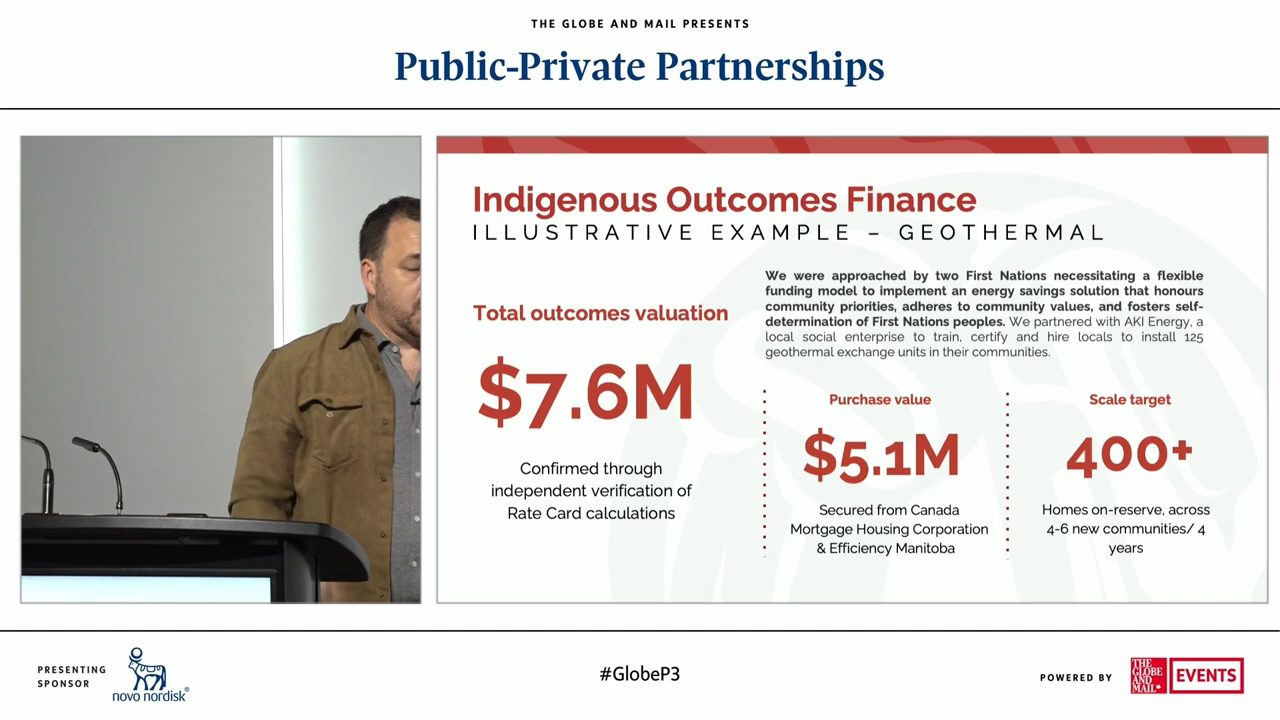 THE GLOBE AND MAIL PRESENTS
Public-Private Partnerships
Indigenous Outcomes Finance
ILLUSTRATIVE EXAMPLE – GEOTHERMAL
Total outcomes valuation
$7.6M
Confirmed through
independent verification of
Rate Card calculations
We were approached by two First Nations necessitating a flexible
funding model to implement an energy savings solution that honours
community priorities, adheres to community values, and fosters self-
determination of First Nations peoples. We partnered with AKI Energy, a
local social enterprise to train, certify and hire locals to install 125
geothermal exchange units in their communities.
Purchase value
$5.1M
Secured from Canada
Mortgage Housing Corporation
& Efficiency Manitoba
Scale target
400+
Homes on-reserve, across
4-6 new communities/ 4
years
PRESENTING
SPONSOR
novo nordisk®
#GlobeP3
POWERED BY
THE
GLOBE
AND
MAIL
EVENTS